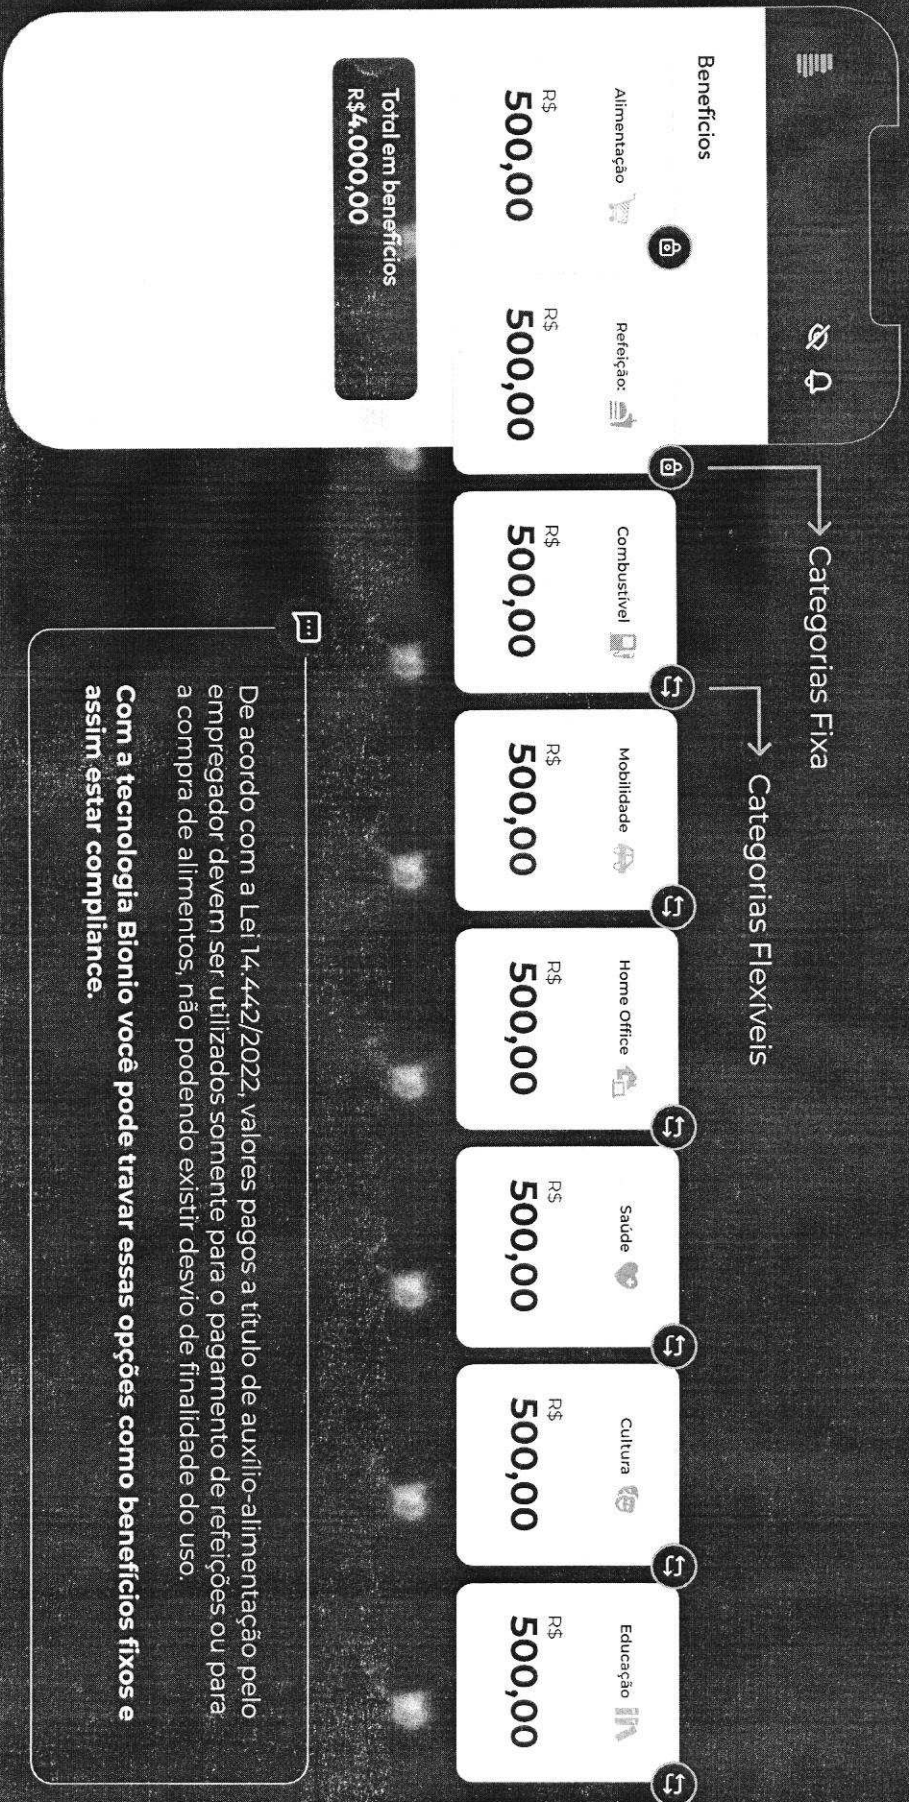 Categorias Fixa
Categorias Flexíveis
Benefícios
Alimentação
R$
500,00
Refeição:
R$
500,00
Combustível
R$
500,00
Mobilidade
R$
500,00
Home Office
R$
500,00
Saúde
R$
500,00
Cultura
R$
500,00
Educação
R$
500,00
Total em benefícios
R$4.000,00
De acordo com a Lei 14.442/2022, valores pagos a título de auxílio-alimentação pelo
empregador devem ser utilizados somente para o pagamento de refeições ou para
a compra de alimentos, não podendo existir desvio de finalidade do uso.
Com a tecnologia Bionio você pode travar essas opções como benefícios fixos e
assim estar compliance.